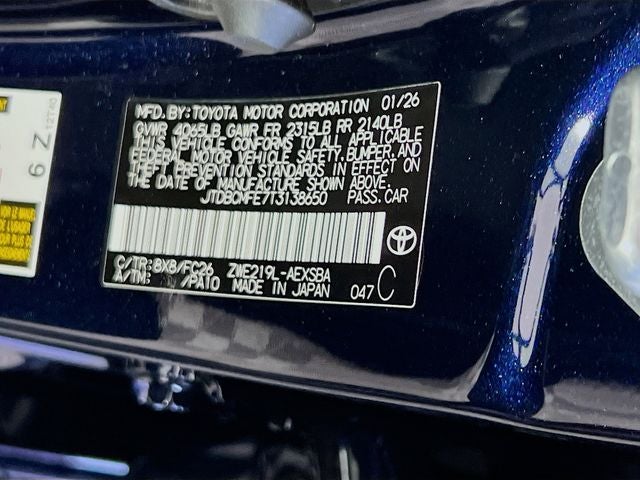 MFD. BY: TOYOTA MOTOR CORPORATION 01/26
GVWR 4065LB GAWR FR 2315LB RR 2140LB
THIS VEHICLE CONFORMS TO ALL APPLICABLE
FEDERAL MOTOR VEHICLE SAFETY, BUMPER, AND
THEFT PREVENTION STANDARDS IN EFFECT ON
THE DATE OF MANUFACTURE SHOWN ABOVE.
JTDBCMFE7T3138650 PASS. CAR
C/TR: 8X8/FC26 ZWE219L-AEXSBA
A/TM: /PA10 MADE IN JAPAN 047 C
6 Z